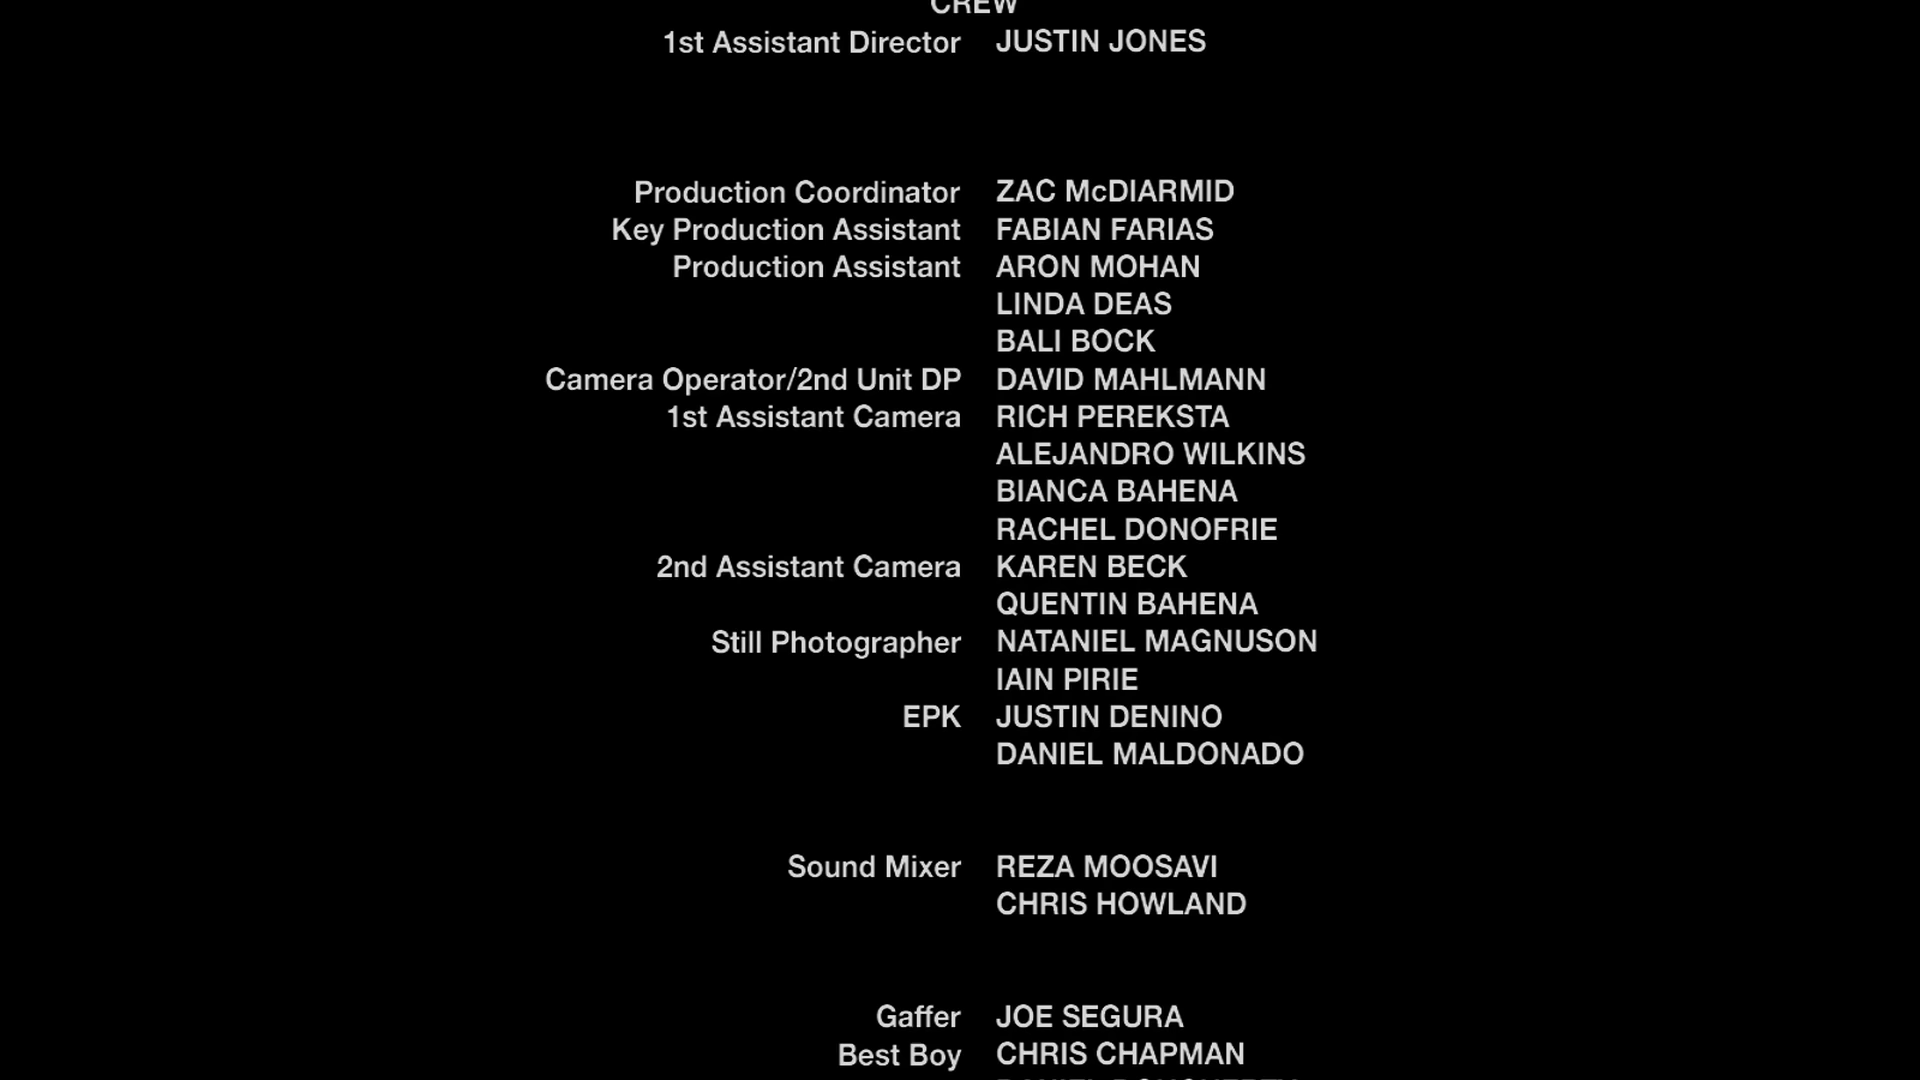 CREW
1st Assistant Director JUSTIN JONES
Production Coordinator ZAC McDIARMID
Key Production Assistant FABIAN FARIAS
Production Assistant ARON MOHAN
LINDA DEAS
BALI BOCK
Camera Operator/2nd Unit DP DAVID MAHLMANN
1st Assistant Camera RICH PEREKSTA
ALEJANDRO WILKINS
BIANCA BAHENA
RACHEL DONOFRIE
2nd Assistant Camera KAREN BECK
QUENTIN BAHENA
Still Photographer NATANIEL MAGNUSON
IAIN PIRIE
EPK JUSTIN DENINO
DANIEL MALDONADO
Sound Mixer REZA MOOSAVI
CHRIS HOWLAND
Gaffer JOE SEGURA
Best Boy CHRIS CHAPMAN